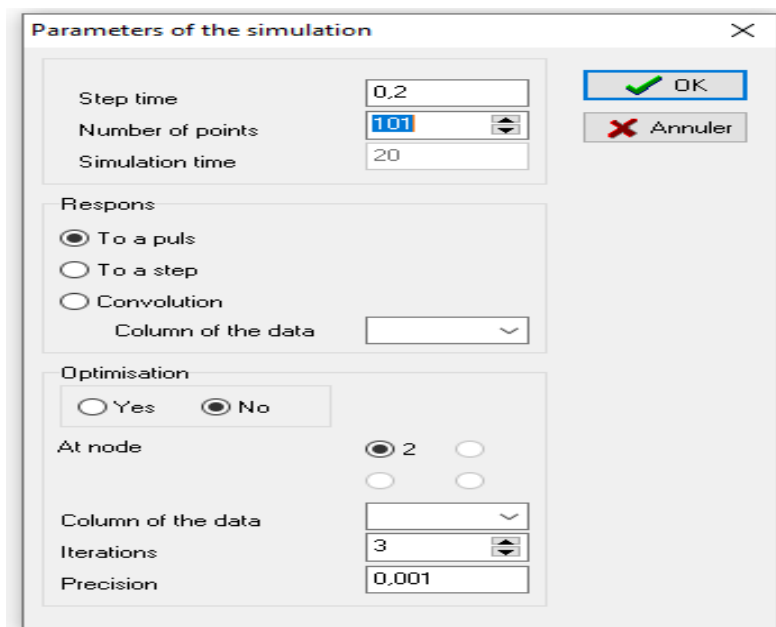 Parameters of the simulation
Step time 0,2
OK
Number of points 101
Annuler
Simulation time 20
Respons
To a puls
To a step
Convolution
Column of the data
Optimisation
Yes No
At node 2
Column of the data
Iterations 3
Precision 0,001